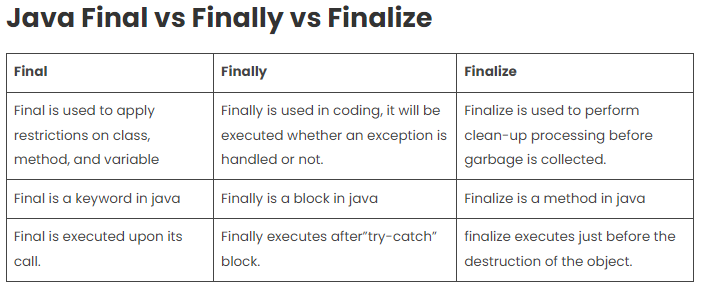 Java Final vs Finally vs Finalize
Final
Finally
Finalize
Final is used to apply
restrictions on class,
method, and variable
Finally is used in coding, it will be
executed whether an exception is
handled or not.
Finalize is used to perform
clean-up processing before
garbage is collected.
Final is a keyword in java
Finally is a block in java
Finalize is a method in java
Final is executed upon its
call.
Finally executes after”try-catch”
block.
finalize executes just before the
destruction of the object.